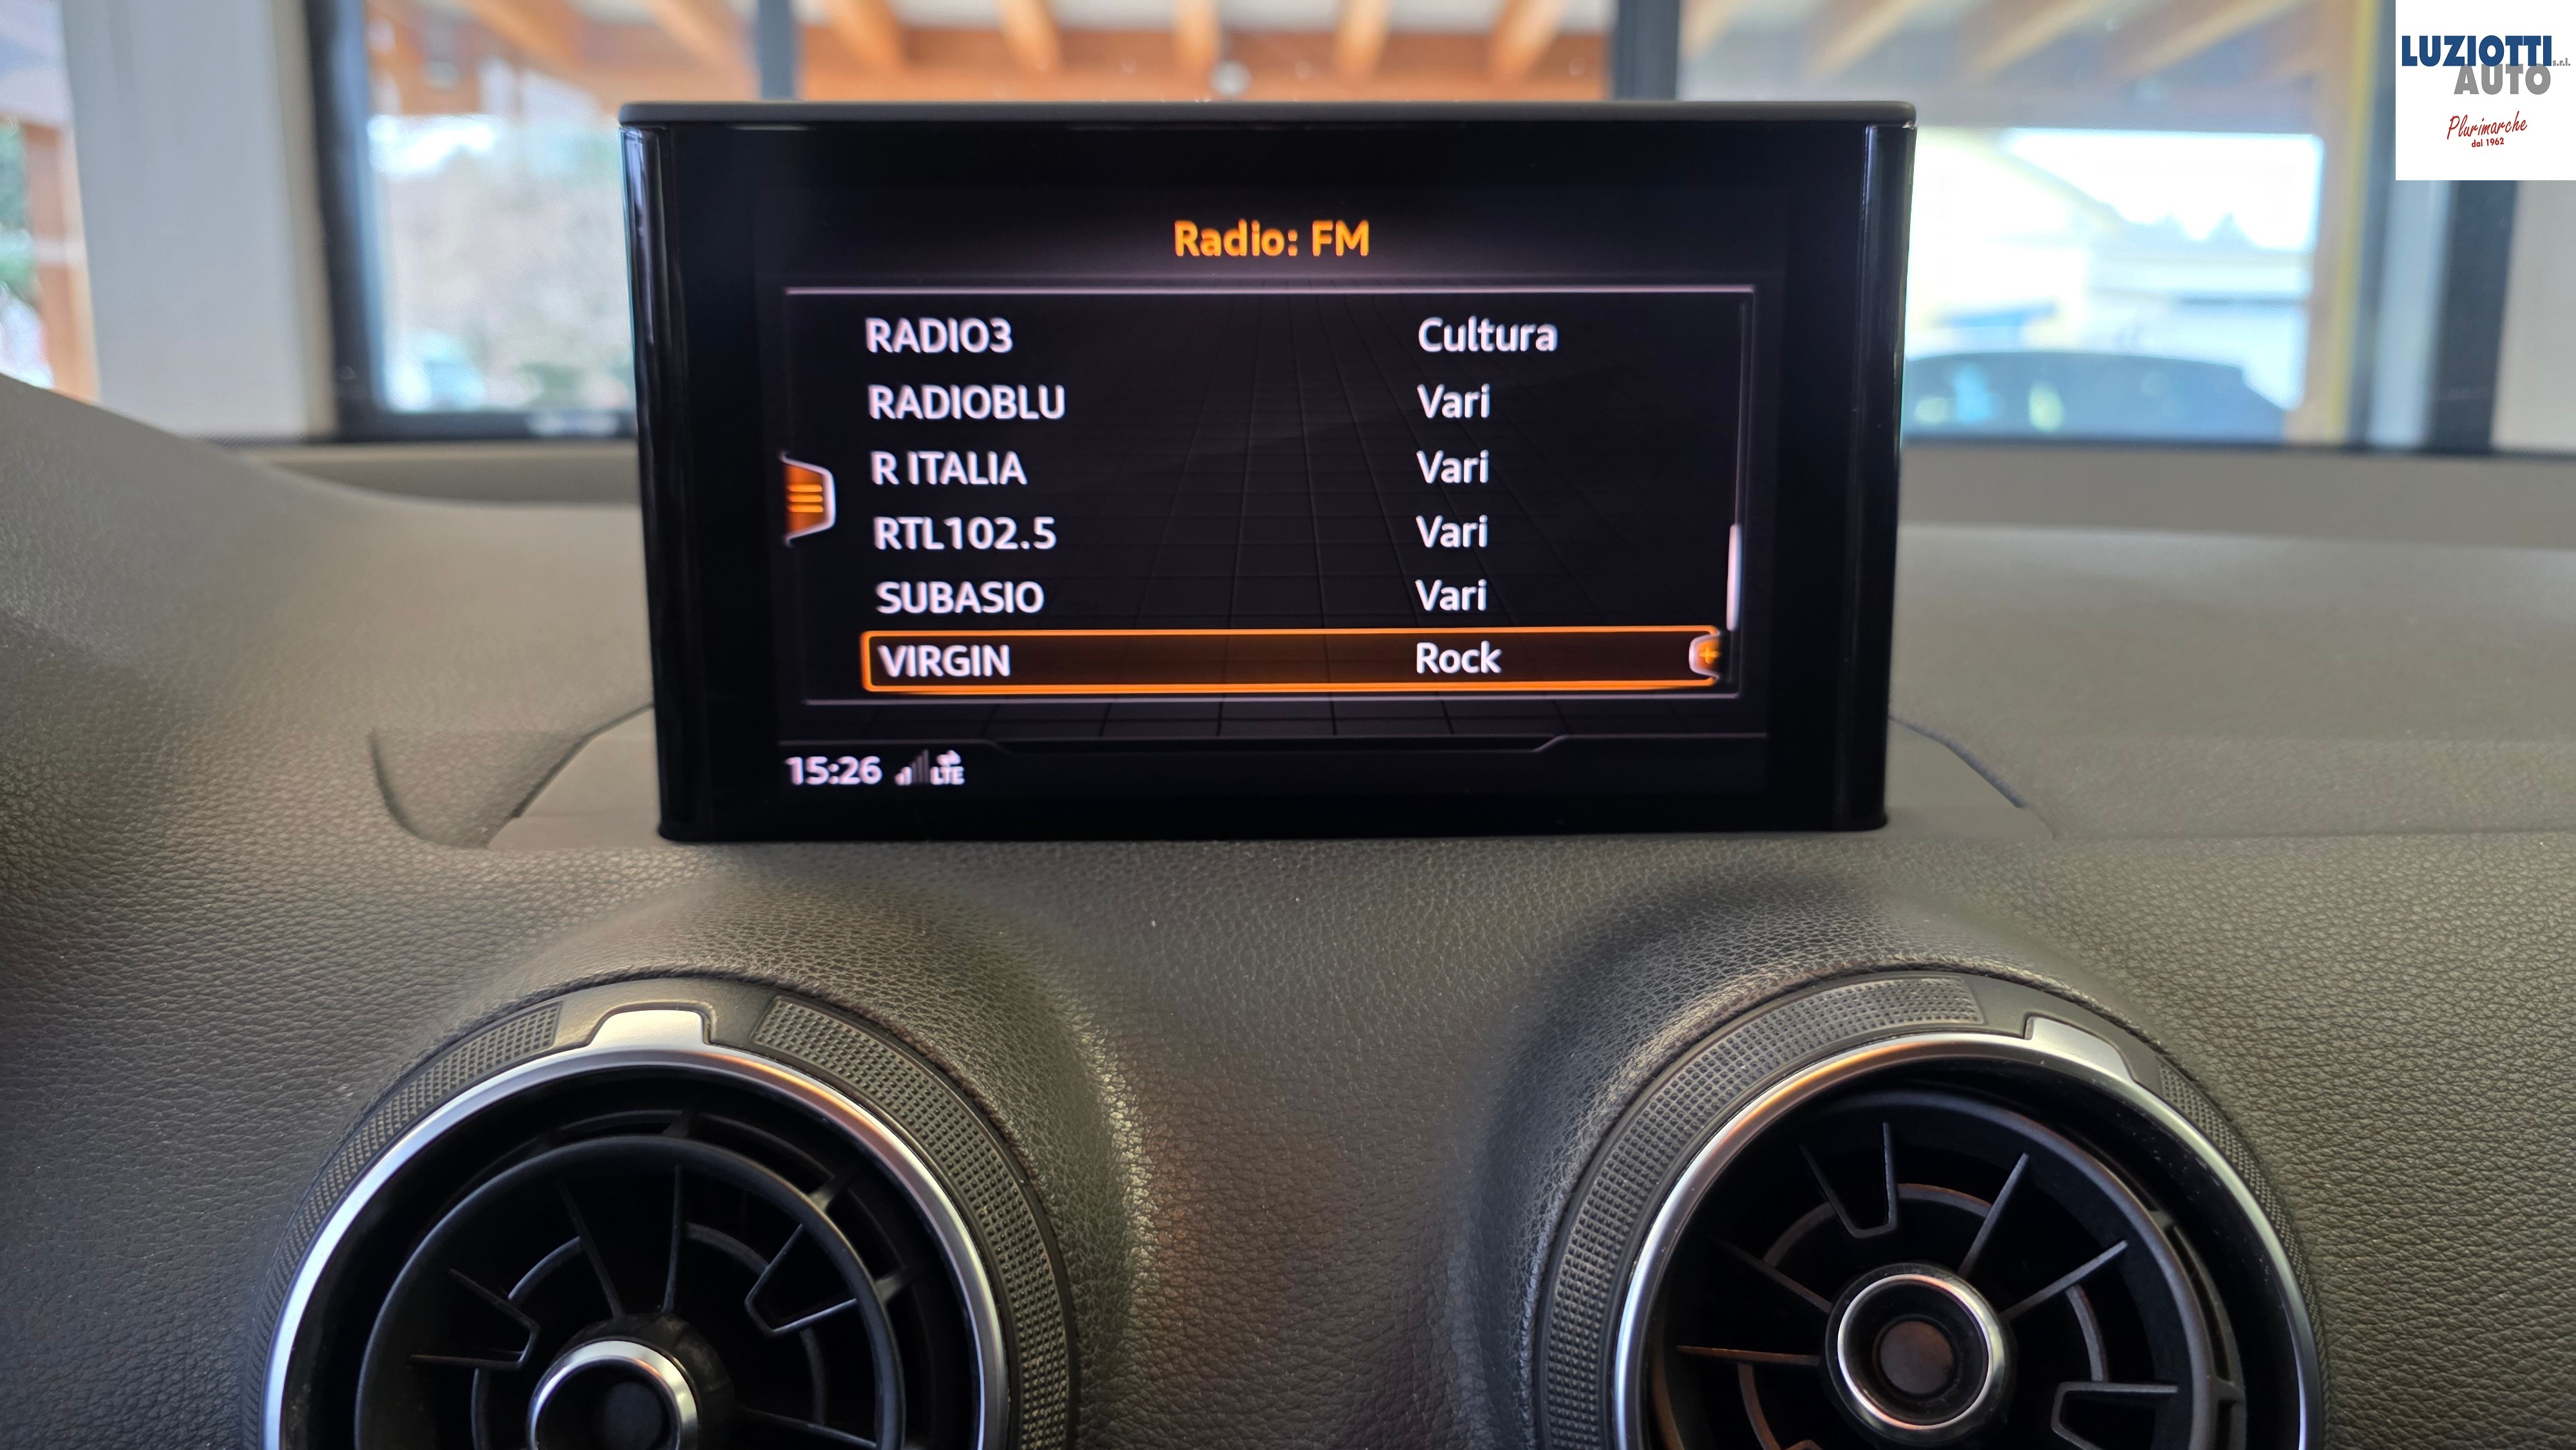 LUZIOTTI s.r.l.
AUTO
Plurimarche
dal 1962
Radio: FM
RADIO3 Cultura
RADIOBLU Vari
R ITALIA Vari
RTL102.5 Vari
SUBASIO Vari
VIRGIN Rock
15:26 LTE